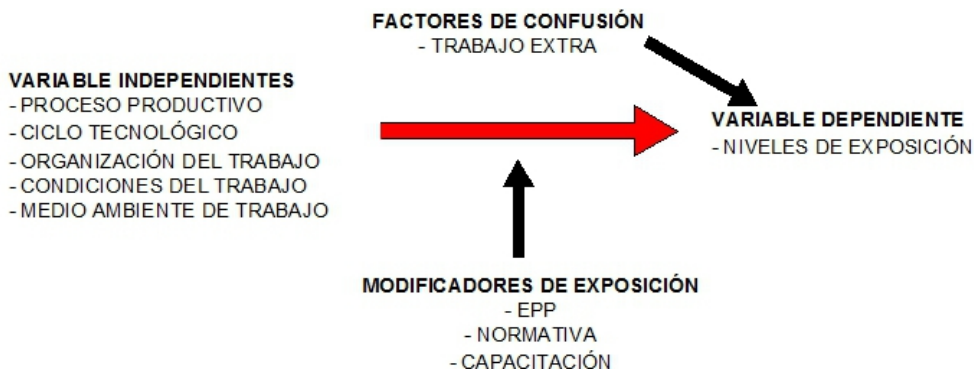 FACTORES DE CONFUSIÓN
- TRABAJO EXTRA
VARIABLE INDEPENDIENTES
- PROCESO PRODUCTIVO
- CICLO TECNOLÓGICO
- ORGANIZACIÓN DEL TRABAJO
- CONDICIONES DEL TRABAJO
- MEDIO AMBIENTE DE TRABAJO
VARIABLE DEPENDIENTE
- NIVELES DE EXPOSICIÓN
MODIFICADORES DE EXPOSICIÓN
- EPP
- NORMATIVA
- CAPACITACIÓN